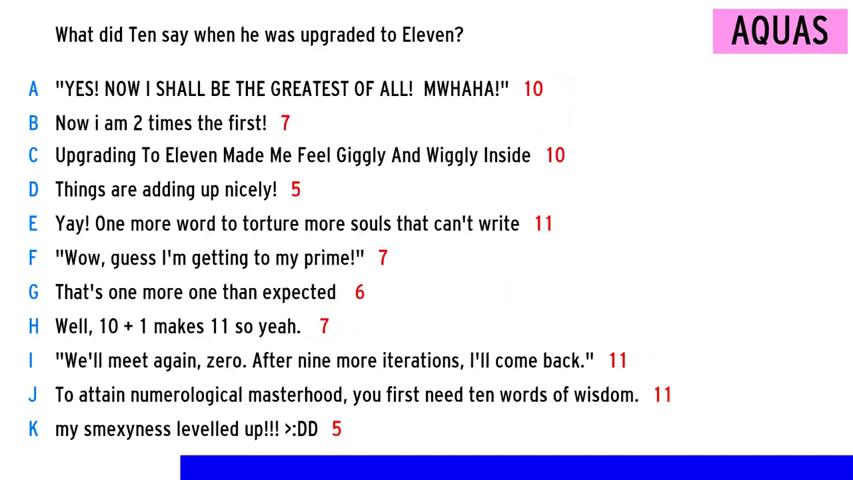 What did Ten say when he was upgraded to Eleven?
AQUAS
A "YES! NOW I SHALL BE THE GREATEST OF ALL! MWHAHA!" 10
B Now i am 2 times the first! 7
C Upgrading To Eleven Made Me Feel Giggly And Wiggly Inside 10
D Things are adding up nicely! 5
E Yay! One more word to torture more souls that can't write 11
F "Wow, guess I'm getting to my prime!" 7
G That's one more one than expected 6
H Well, 10 + 1 makes 11 so yeah. 7
I "We'll meet again, zero. After nine more iterations, I'll come back." 11
J To attain numerological masterhood, you first need ten words of wisdom. 11
K my smexyness levelled up!!! >:DD 5